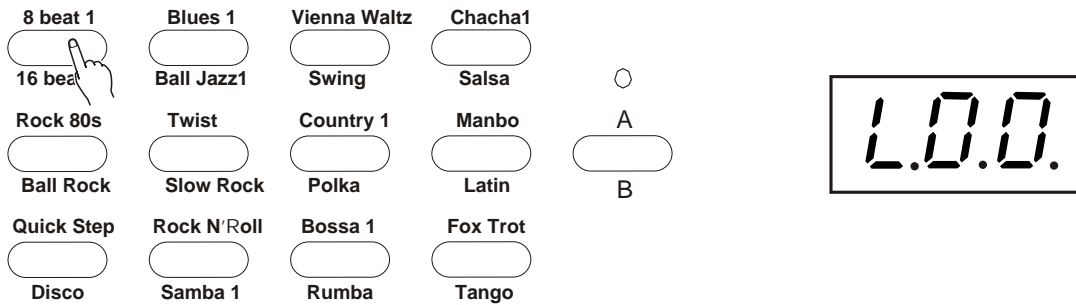 8 beat 1 Blues 1 Vienna Waltz Chacha1
16 bea Ball Jazz1 Swing Salsa
Rock 80s Twist Country 1 Manbo A
Ball Rock Slow Rock Polka Latin B
Quick Step Rock N'Roll Bossa 1 Fox Trot
Disco Samba 1 Rumba Tango
L.0.0.